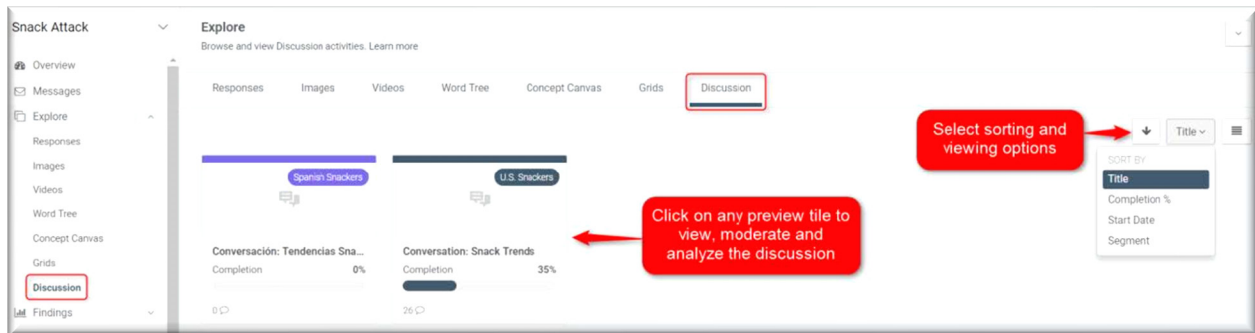 Snack Attack
Overview
Messages
Explore
Responses
Images
Videos
Word Tree
Concept Canvas
Grids
Discussion
Findings
Explore
Browse and view Discussion activities. Learn more
Responses Images Videos Word Tree Concept Canvas Grids Discussion
Select sorting and
viewing options
Title
SORT BY
Title
Completion %
Start Date
Segment
Spanish Snackers
Conversación: Tendencias Sna...
Completion 0%
0
U.S. Snackers
Conversation: Snack Trends
Completion 35%
26
Click on any preview tile to
view, moderate and
analyze the discussion